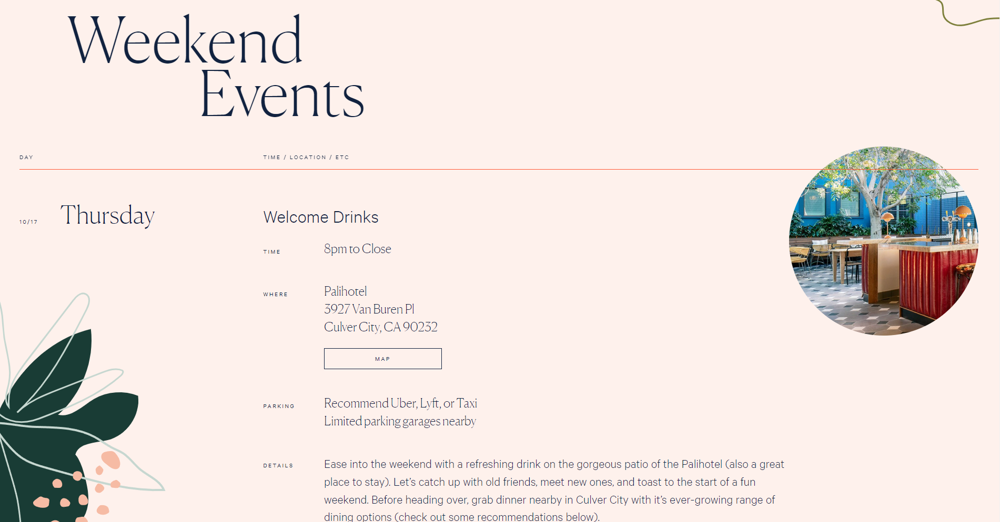 Weekend
Events
DAY
TIME / LOCATION / ETC
10/17
Thursday
Welcome Drinks
TIME
8pm to Close
WHERE
Palihotel
3927 Van Buren Pl
Culver City, CA 90232
MAP
PARKING
Recommend Uber, Lyft, or Taxi
Limited parking garages nearby
DETAILS
Ease into the weekend with a refreshing drink on the gorgeous patio of the Palihotel (also a great
place to stay). Let’s catch up with old friends, meet new ones, and toast to the start of a fun
weekend. Before heading over, grab dinner nearby in Culver City with it’s ever-growing range of
dining options (check out some recommendations below).